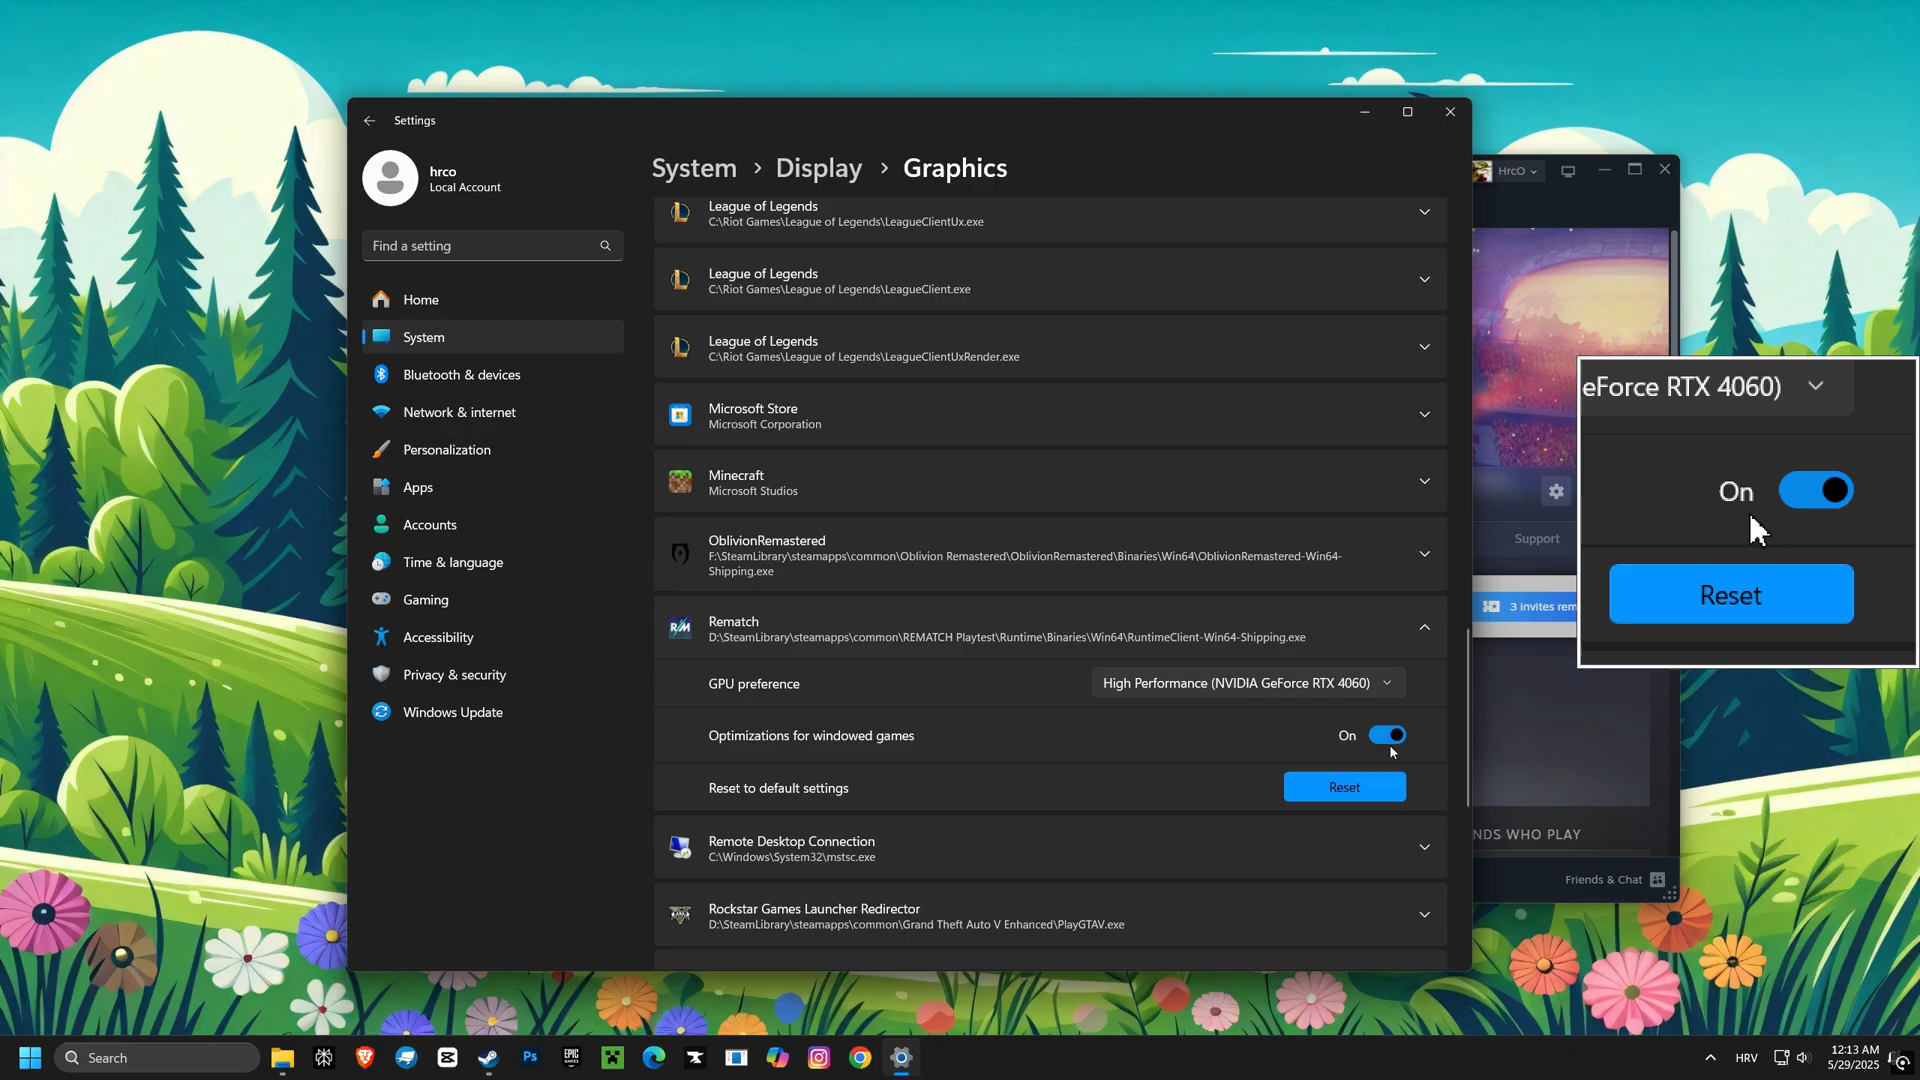 Settings
hrco
Local Account
Find a setting
Home
System
Bluetooth & devices
Network & internet
Personalization
Apps
Accounts
Time & language
Gaming
Accessibility
Privacy & security
Windows Update
System > Display > Graphics
League of Legends
C:\Riot Games\League of Legends\LeagueClientUx.exe
League of Legends
C:\Riot Games\League of Legends\LeagueClient.exe
League of Legends
C:\Riot Games\League of Legends\LeagueClientUxRender.exe
Microsoft Store
Microsoft Corporation
Minecraft
Microsoft Studios
OblivionRemastered
F:\SteamLibrary\steamapps\common\Oblivion Remastered\OblivionRemastered\Binaries\Win64\OblivionRemastered-Win64-
Shipping.exe
Rematch
D:\SteamLibrary\steamapps\common\REMATCH Playtest\Runtime\Binaries\Win64\RuntimeClient-Win64-Shipping.exe
GPU preference
High Performance (NVIDIA GeForce RTX 4060)
Optimizations for windowed games
On
Reset to default settings
Reset
Remote Desktop Connection
C:\Windows\System32\mstsc.exe
Rockstar Games Launcher Redirector
D:\SteamLibrary\steamapps\common\Grand Theft Auto V Enhanced\PlayGTAV.exe
HrcO
Support
3 invites rem
NDS WHO PLAY
Friends & Chat
eForce RTX 4060)
On
Reset
Search
Ps
EPIC
GAMES
HRV
12:13 AM
5/29/2025